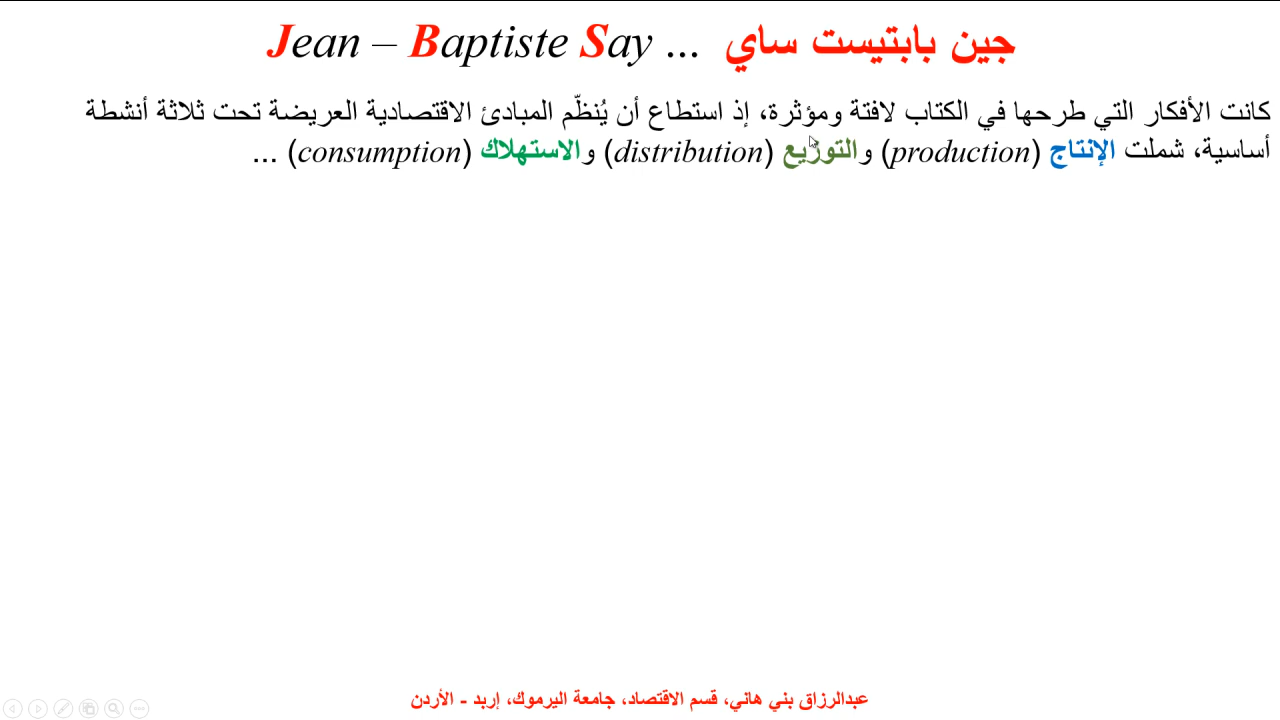 جين بابتيست ساي ... Jean – Baptiste Say
كانت الأفكار التي طرحها في الكتاب لافتة ومؤثرة، إذ استطاع أن يُنظّم المبادئ الاقتصادية العريضة تحت ثلاثة أنشطة
أساسية، شملت الإنتاج (production) والتوزيع (distribution) والاستهلاك (consumption) ...
عبدالرزاق بني هاني، قسم الاقتصاد، جامعة اليرموك، إربد - الأردن